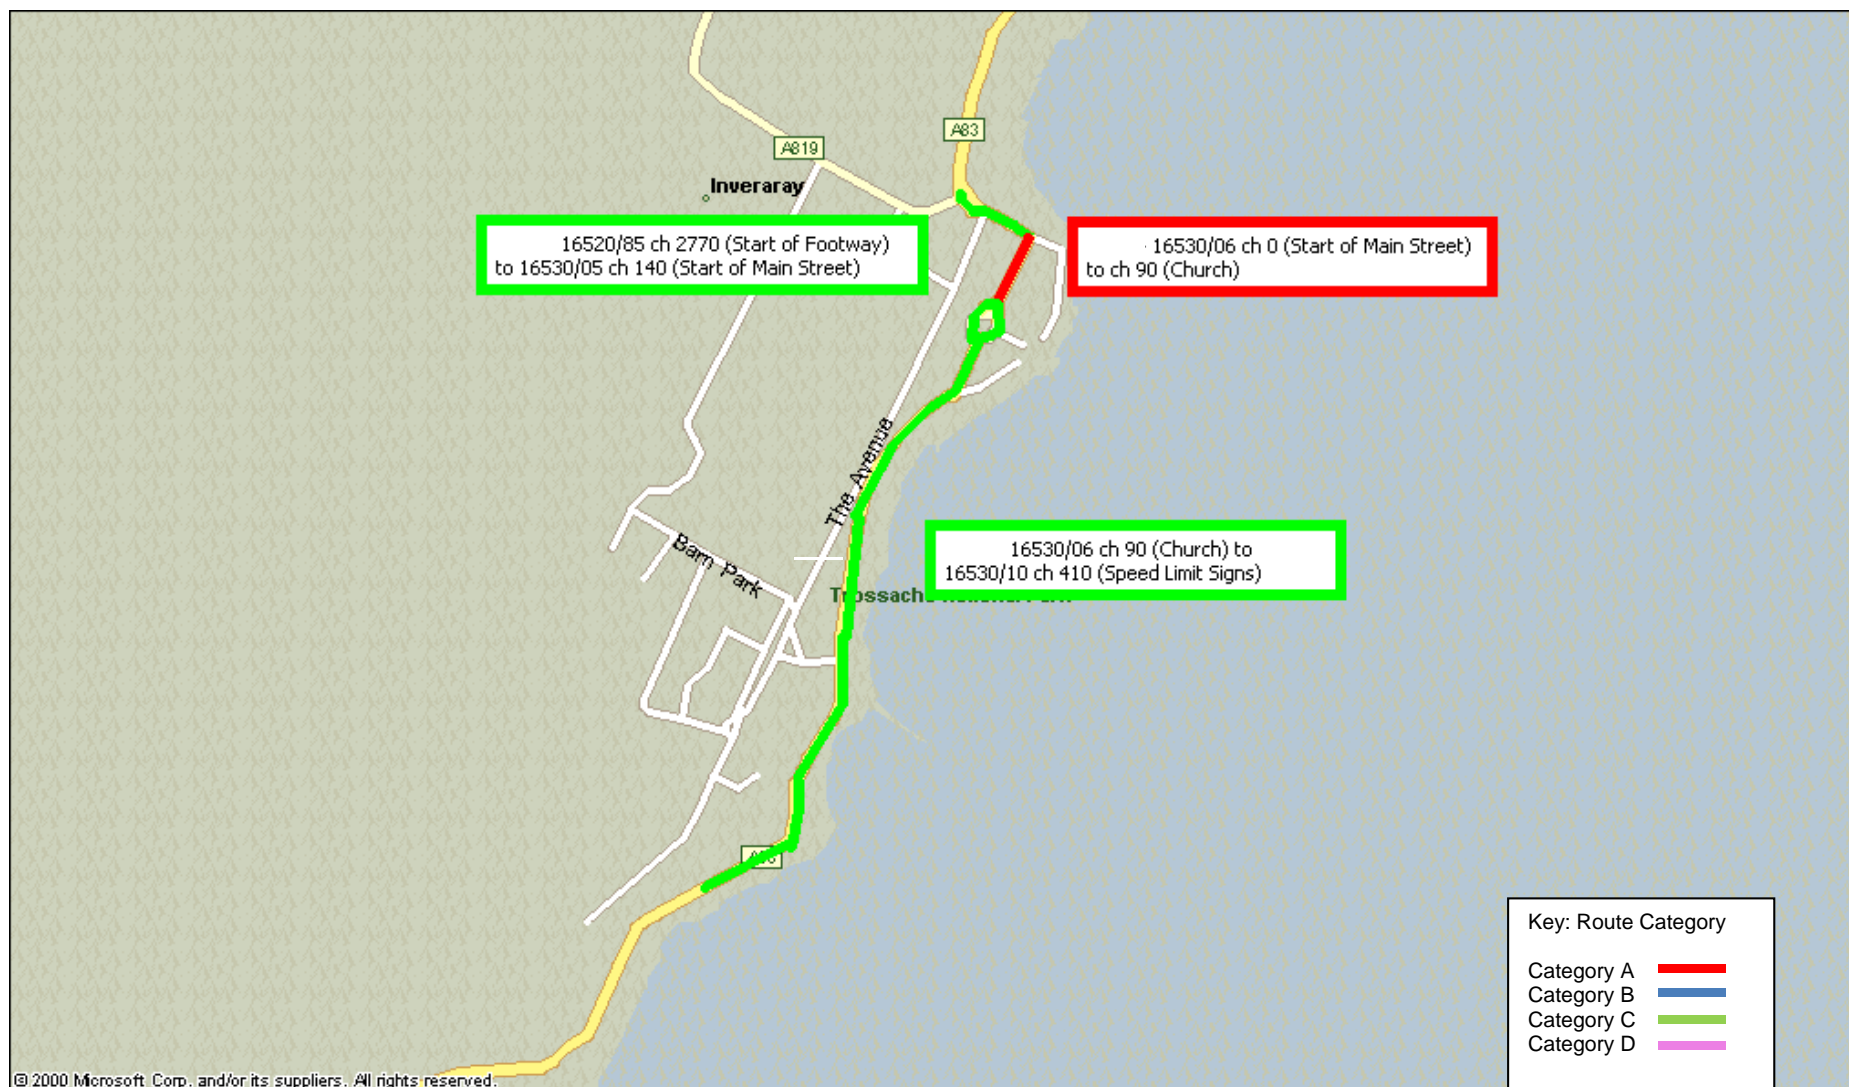 A83
A819
Inveraray
16520/85 ch 2770 (Start of Footway)
to 16530/05 ch 140 (Start of Main Street)
16530/06 ch 0 (Start of Main Street)
to ch 90 (Church)
The Avenue
Barn Park
16530/06 ch 90 (Church) to
16530/10 ch 410 (Speed Limit Signs)
Trossachs
Key: Route Category
Category A
Category B
Category C
Category D
© 2000 Microsoft Corp. and/or its suppliers. All rights reserved.